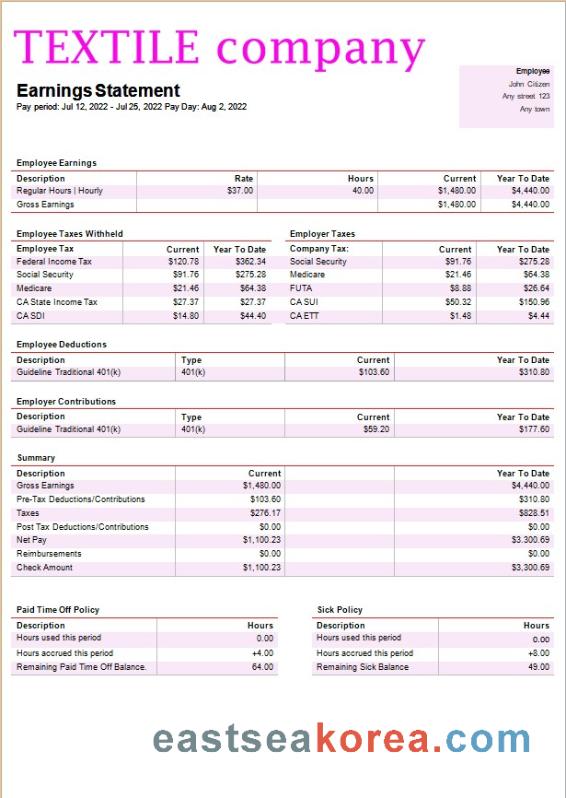 TEXTILE company
Employee
John Citizen
Any street 123
Any town
Earnings Statement
Pay period: Jul 12, 2022 - Jul 25, 2022 Pay Day: Aug 2, 2022
Employee Earnings
Description Rate Hours Current Year To Date
Regular Hours | Hourly $37.00 40.00 $1,480.00 $4,440.00
Gross Earnings $1,480.00 $4,440.00
Employee Taxes Withheld
Employee Tax Current Year To Date
Federal Income Tax $120.78 $362.34
Social Security $91.76 $275.28
Medicare $21.46 $64.38
CA State Income Tax $27.37 $27.37
CA SDI $14.80 $44.40
Employer Taxes
Company Tax: Current Year To Date
Social Security $91.76 $275.28
Medicare $21.46 $64.38
FUTA $8.88 $26.64
CA SUI $50.32 $150.96
CA ETT $1.48 $4.44
Employee Deductions
Description Type Current Year To Date
Guideline Traditional 401(k) 401(k) $103.60 $310.80
Employer Contributions
Description Type Current Year To Date
Guideline Traditional 401(k) 401(k) $59.20 $177.60
Summary
Description Current Year To Date
Gross Earnings $1,480.00 $4,440.00
Pre-Tax Deductions/Contributions $103.60 $310.80
Taxes $276.17 $828.51
Post Tax Deductions/Contributions $0.00 $0.00
Net Pay $1,100.23 $3.300.69
Reimbursements $0.00 $0.00
Check Amount $1,100.23 $3,300.69
Paid Time Off Policy
Description Hours
Hours used this period 0.00
Hours accrued this period +4.00
Remaining Paid Time Off Balance. 64.00
Sick Policy
Description Hours
Hours used this period 0.00
Hours accrued this period +8.00
Remaining Sick Balance 49.00
eastseakorea.com